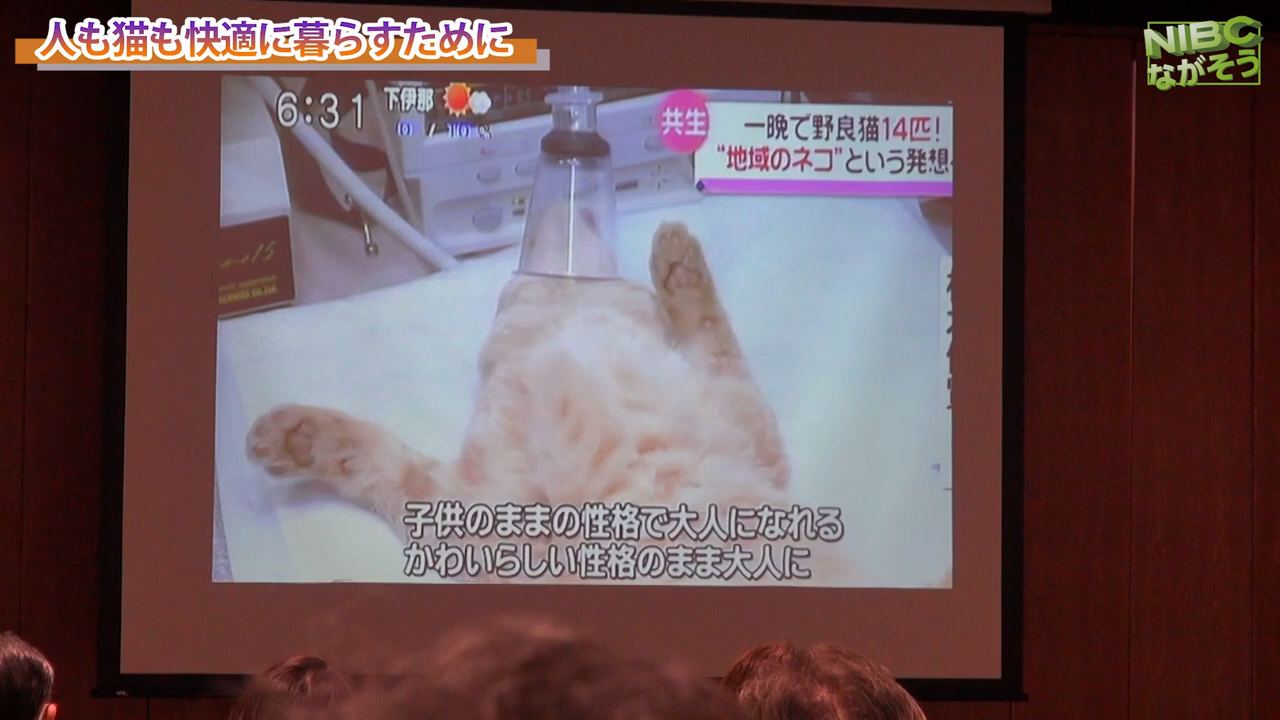 人も猫も快適に暮らすために
NIBC
ながそう
6:31
下伊那
共生
一晩で野良猫14匹!
“地域のネコ”という発想
子供のままの性格で大人になれる
かわいらしい性格のまま大人に